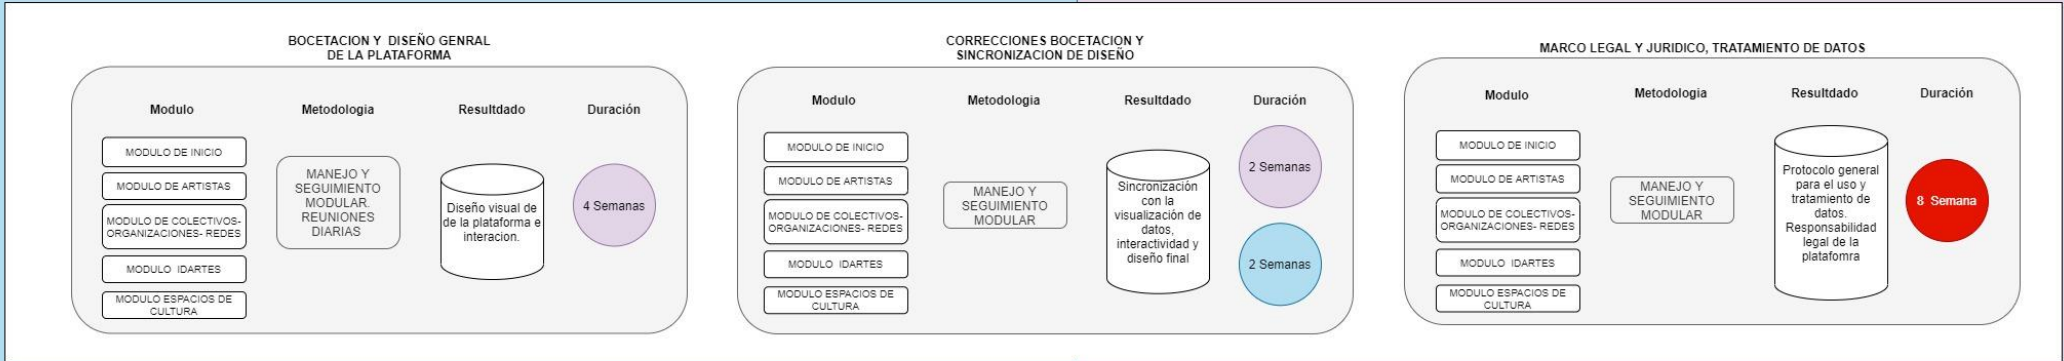 BOCETACION Y DISEÑO GENRAL
DE LA PLATAFORMA
Modulo
Metodologia
Resultdado
Duración
MODULO DE INICIO
MODULO DE ARTISTAS
MODULO DE COLECTIVOS-
ORGANIZACIONES- REDES
MODULO IDARTES
MODULO ESPACIOS DE
CULTURA
MANEJO Y
SEGUIMIENTO
MODULAR.
REUNIONES
DIARIAS
Diseño visual de
de la plataforma e
interacion.
4 Semanas
CORRECCIONES BOCETACION Y
SINCRONIZACION DE DISEÑO
Modulo
Metodologia
Resultdado
Duración
MODULO DE INICIO
MODULO DE ARTISTAS
MODULO DE COLECTIVOS-
ORGANIZACIONES- REDES
MODULO IDARTES
MODULO ESPACIOS DE
CULTURA
MANEJO Y
SEGUIMIENTO
MODULAR
Sincronización
con la
visualización de
datos,
interactividad y
diseño final
2 Semanas
2 Semanas
MARCO LEGAL Y JURIDICO, TRATAMIENTO DE DATOS
Modulo
Metodologia
Resultdado
Duración
MODULO DE INICIO
MODULO DE ARTISTAS
MODULO DE COLECTIVOS-
ORGANIZACIONES- REDES
MODULO IDARTES
MODULO ESPACIOS DE
CULTURA
MANEJO Y
SEGUIMIENTO
MODULAR
Protocolo general
para el uso y
tratamiento de
datos.
Responsabilidad
legal de la
platafomra
8 Semana